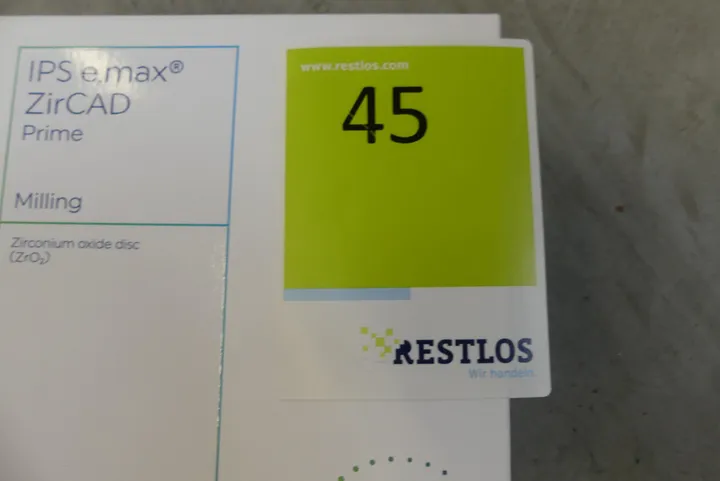 IPS e.max®
ZirCAD
Prime
Milling
Zirconium oxide disc
(ZrO₂)
www.restlos.com
45
RESTLOS
Wir handeln